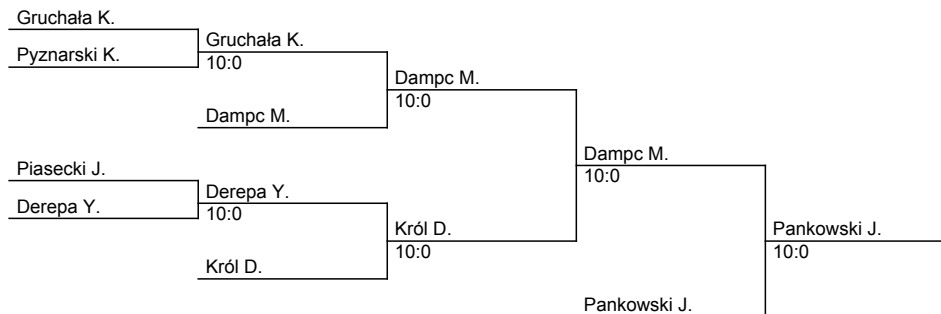 Gruchała K.
Pyznarski K.
Gruchała K.
10:0
Dampc M.
Dampc M.
10:0
Piasecki J.
Derepa Y.
Derepa Y.
10:0
Król D.
Król D.
10:0
Dampc M.
10:0
Pankowski J.
Pankowski J.
10:0